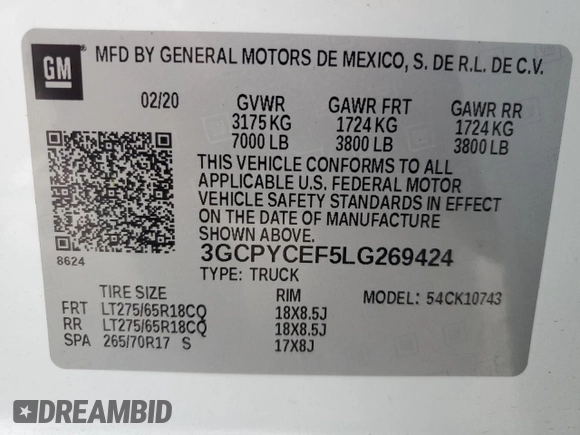 GM
MFD BY GENERAL MOTORS DE MEXICO, S. DE R.L. DE C.V.
02/20 GVWR GAWR FRT GAWR RR
3175 KG 1724 KG 1724 KG
7000 LB 3800 LB 3800 LB
THIS VEHICLE CONFORMS TO ALL
APPLICABLE U.S. FEDERAL MOTOR
VEHICLE SAFETY STANDARDS IN EFFECT
ON THE DATE OF MANUFACTURE
SHOWN ABOVE.
8624
3GCPYCEF5LG269424
TYPE: TRUCK
TIRE SIZE RIM MODEL: 54CK10743
FRT LT275/65R18CQ 18X8.5J
RR LT275/65R18CQ 18X8.5J
SPA 265/70R17 S 17X8J
DREAMBID